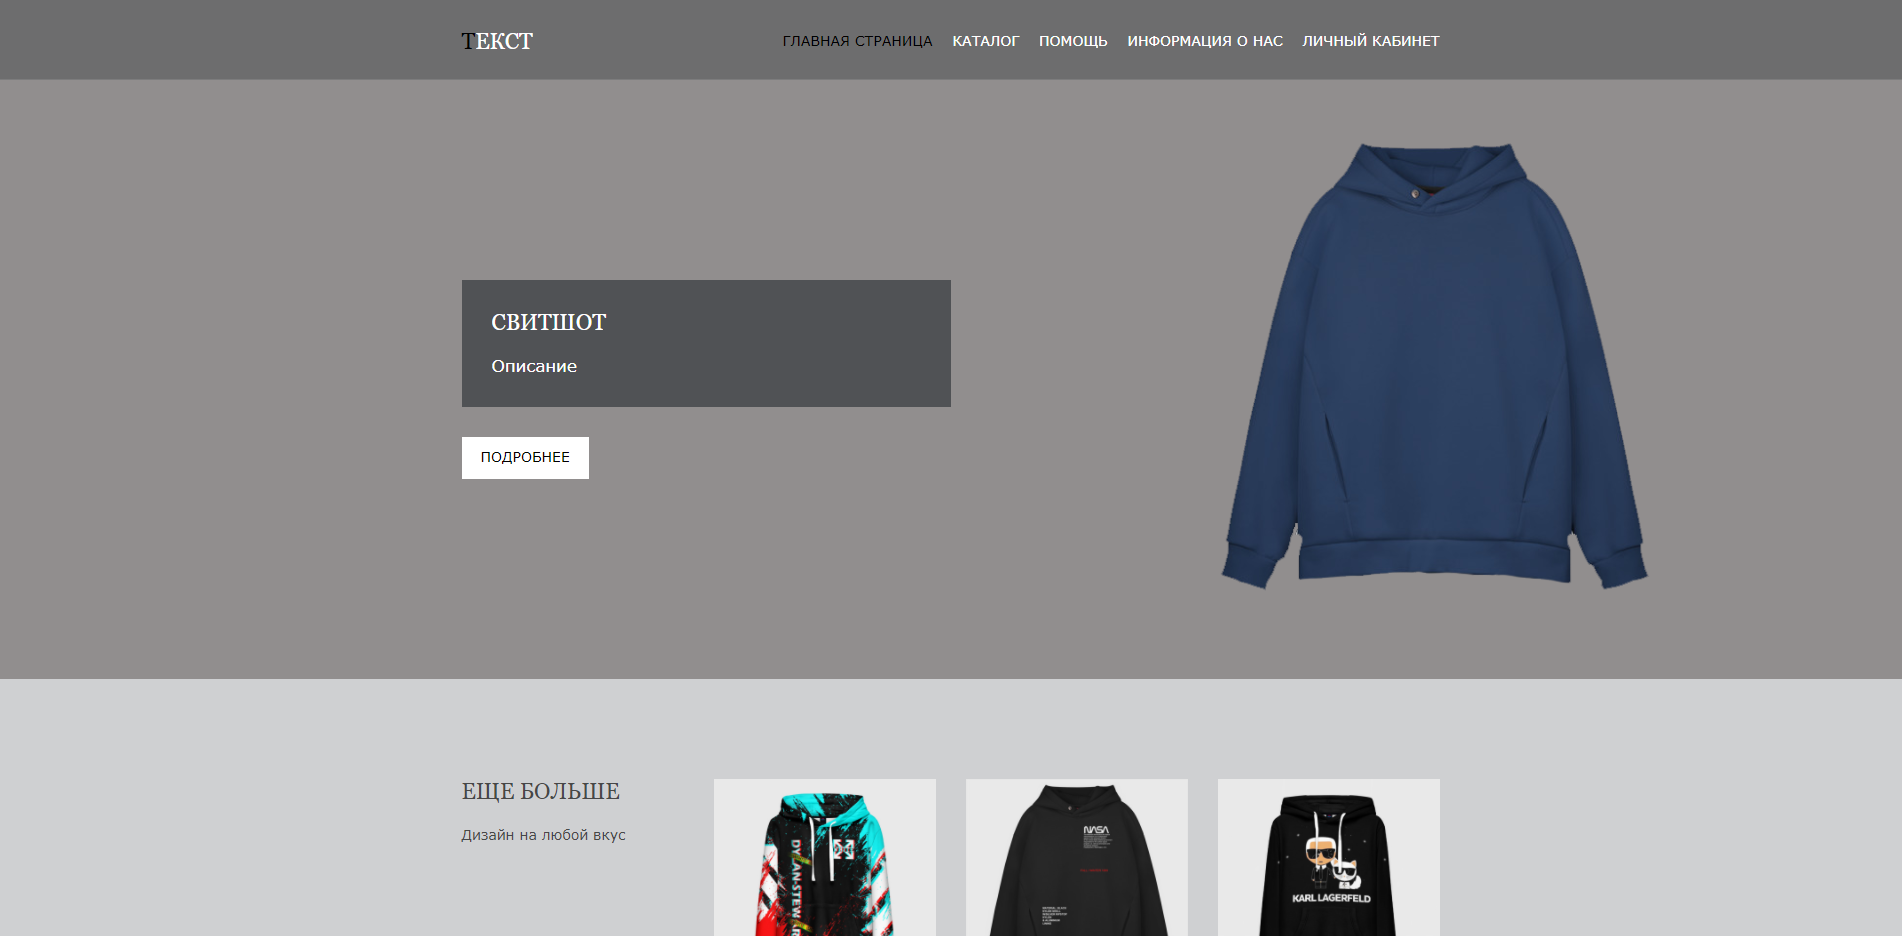 ТЕКСТ
ГЛАВНАЯ СТРАНИЦА КАТАЛОГ ПОМОЩЬ ИНФОРМАЦИЯ О НАС ЛИЧНЫЙ КАБИНЕТ
СВИТШОТ
Описание
ПОДРОБНЕЕ
ЕЩЕ БОЛЬШЕ
Дизайн на любой вкус
NASA
KARL LAGERFELD